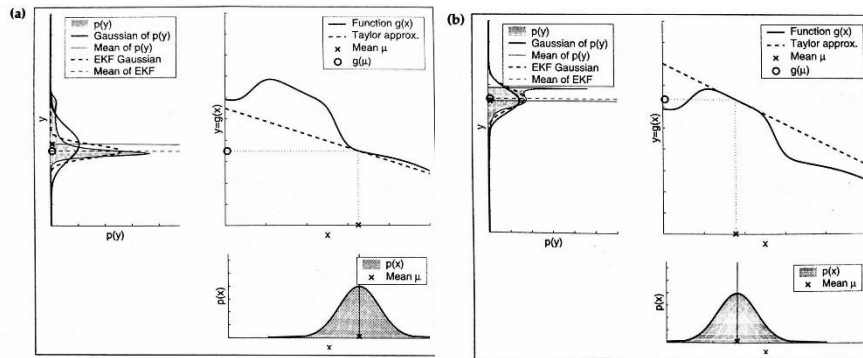 (a)
p(y)
Gaussian of p(y)
Mean of p(y)
EKF Gaussian
Mean of EKF
y
p(y)
Function g(x)
Taylor approx.
Mean μ
g(μ)
y=g(x)
x
p(x)
Mean μ
p(x)
x
(b)
p(y)
Gaussian of p(y)
Mean of p(y)
EKF Gaussian
Mean of EKF
y
p(y)
Function g(x)
Taylor approx.
Mean μ
g(μ)
y=g(x)
x
p(x)
Mean μ
p(x)
x